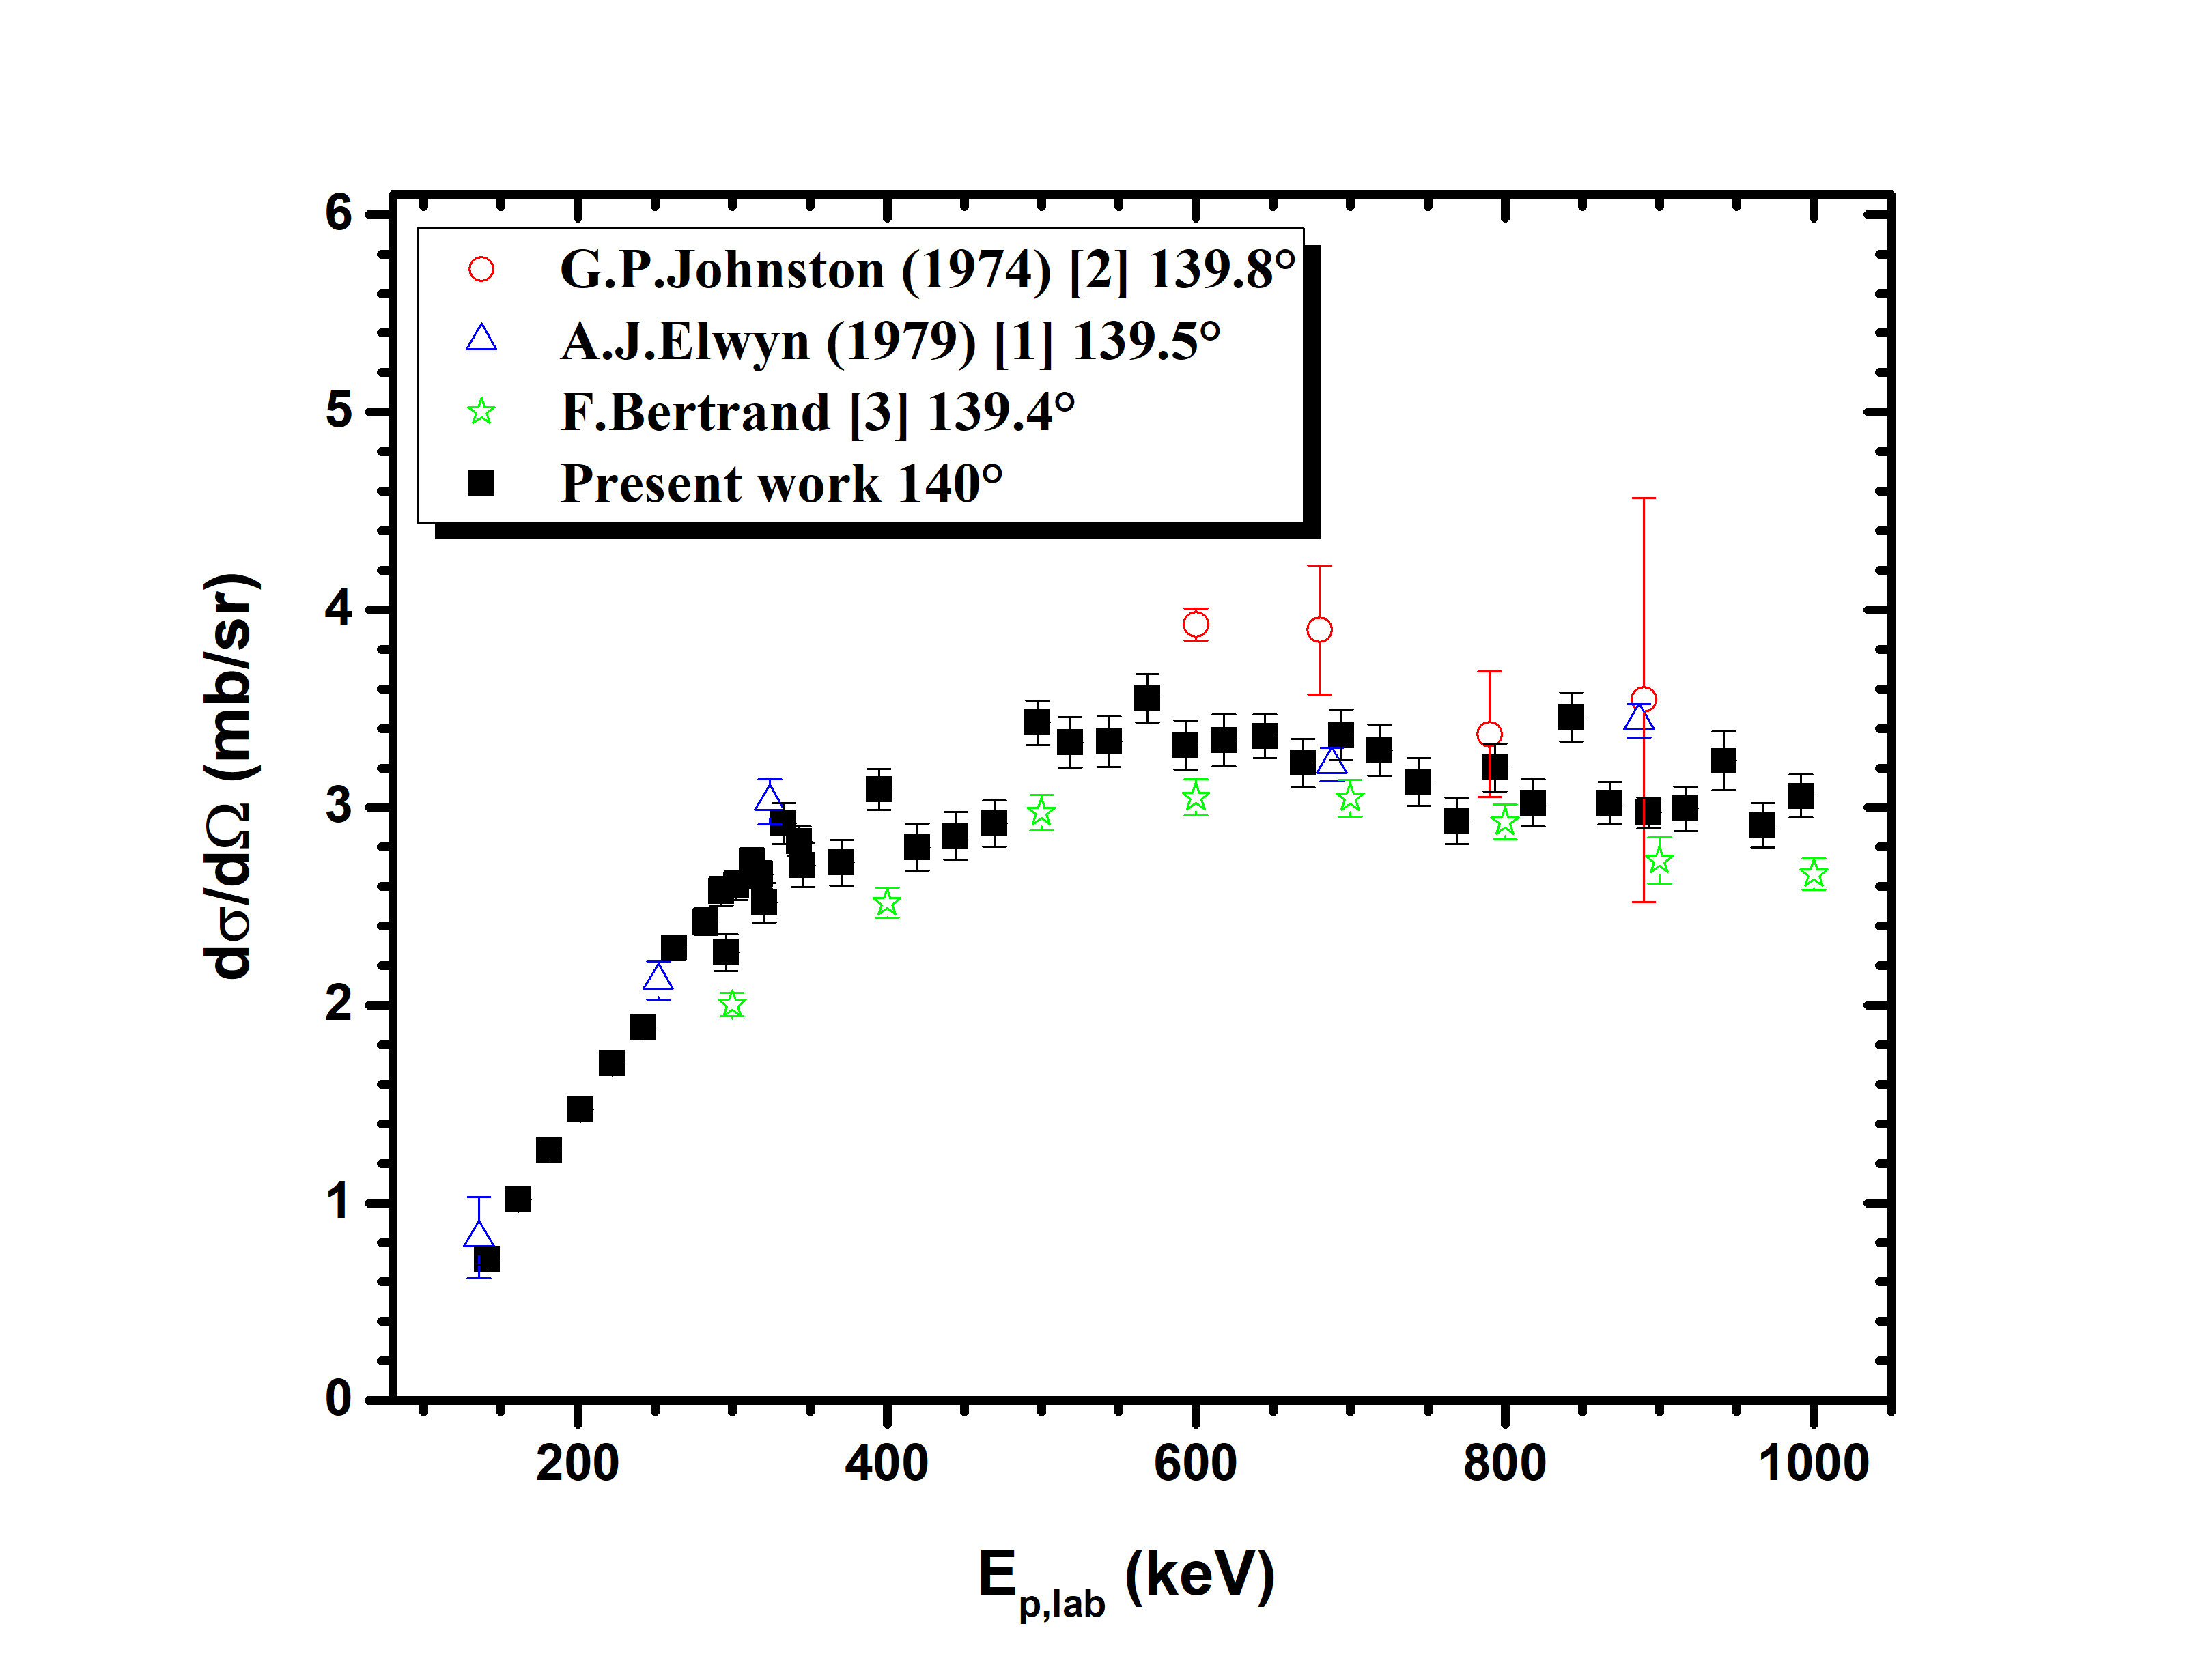 6
5
4
3
2
1
0
dσ/dΩ (mb/sr)
G.P.Johnston (1974) [2] 139.8°
A.J.Elwyn (1979) [1] 139.5°
F.Bertrand [3] 139.4°
Present work 140°
200 400 600 800 1000
Ep,lab (keV)